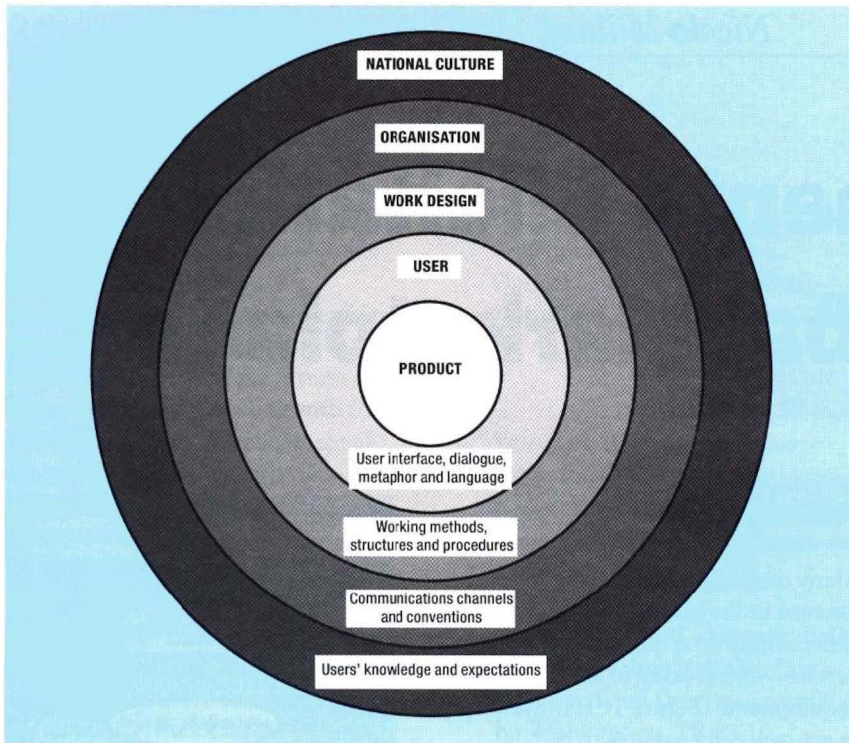 NATIONAL CULTURE
ORGANISATION
WORK DESIGN
USER
PRODUCT
User interface, dialogue,
metaphor and language
Working methods,
structures and procedures
Communications channels
and conventions
Users' knowledge and expectations